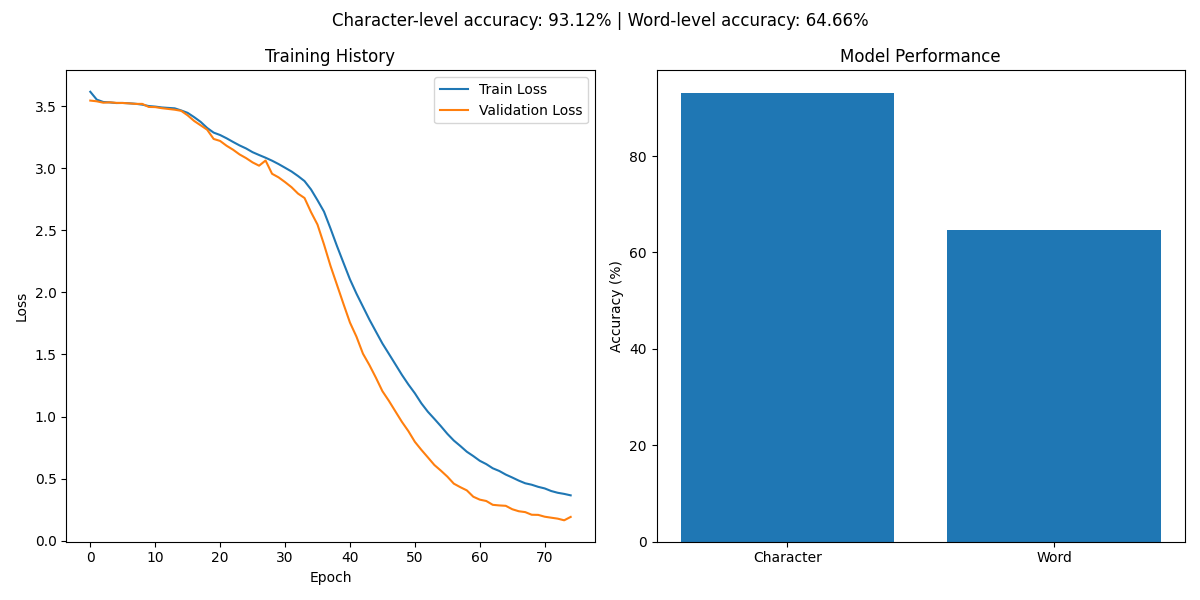 Character-level accuracy: 93.12% | Word-level accuracy: 64.66%
Training History
Train Loss
Validation Loss
Loss
3.5
3.0
2.5
2.0
1.5
1.0
0.5
0.0
0 10 20 30 40 50 60 70
Epoch
Model Performance
Accuracy (%)
80
60
40
20
0
Character Word